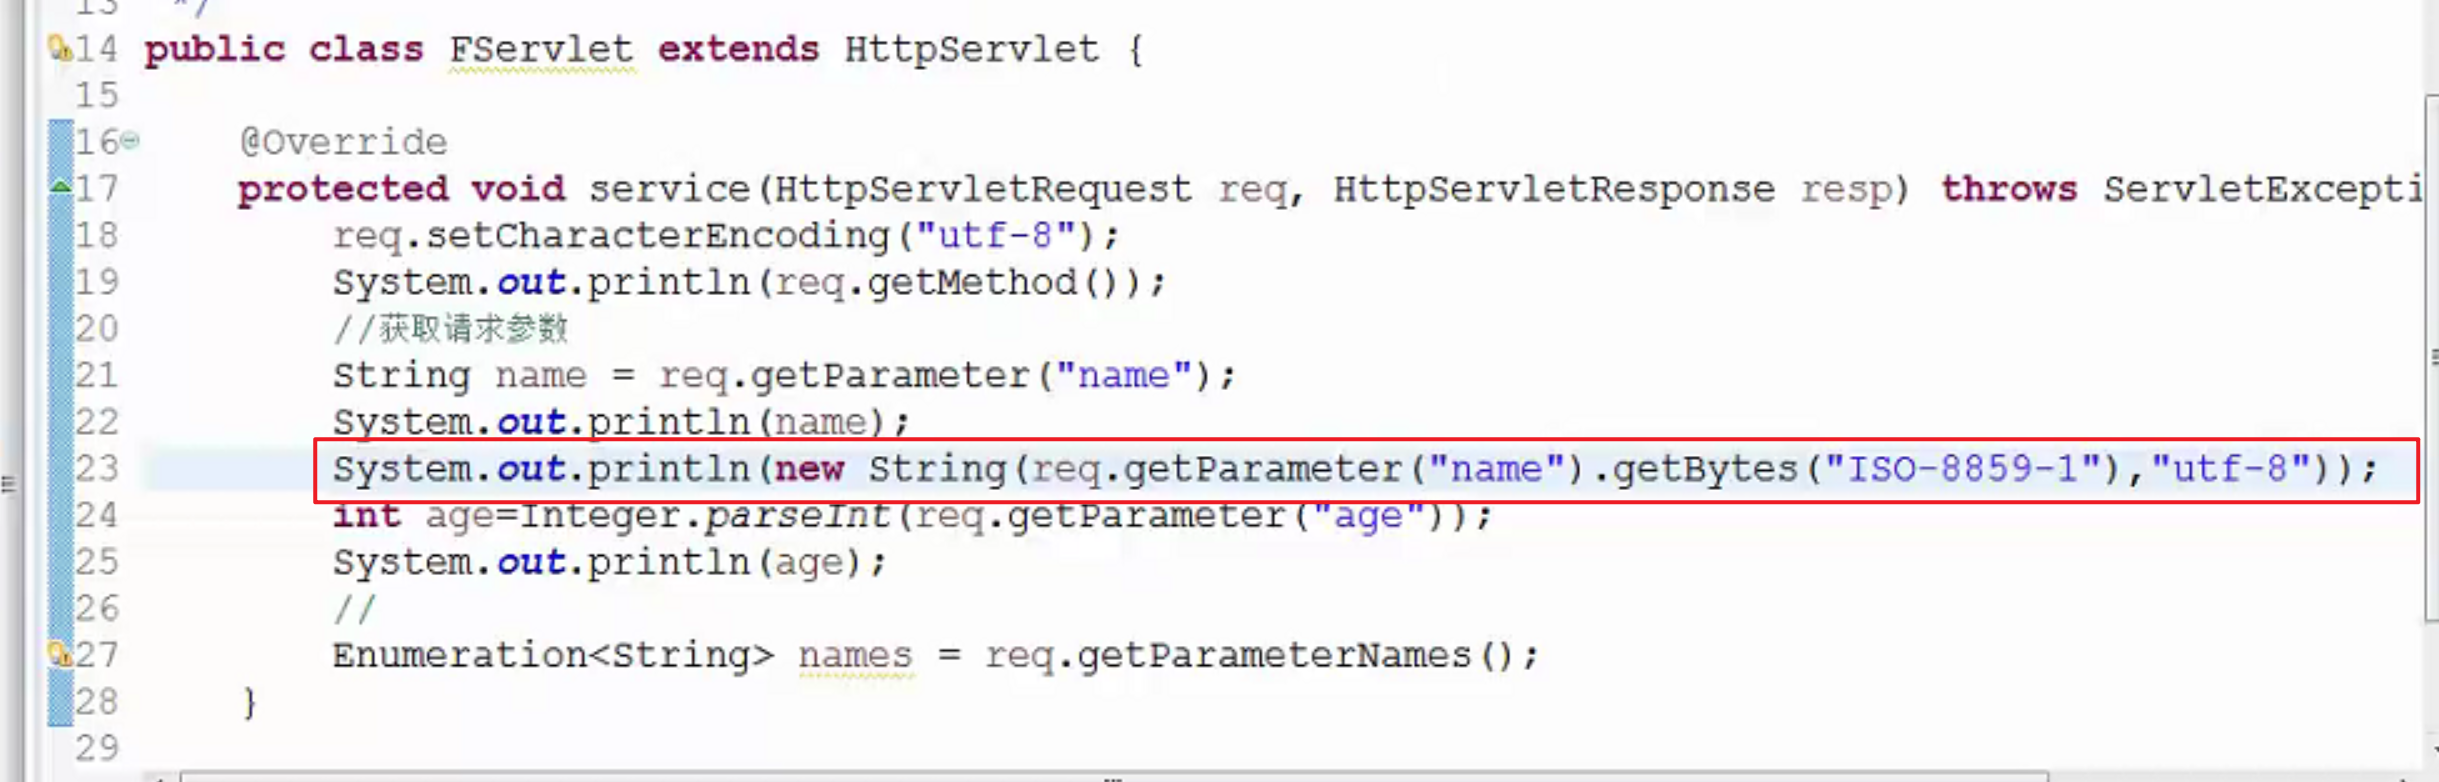 13 */
14 public class FServlet extends HttpServlet {
15
16 @Override
17 protected void service(HttpServletRequest req, HttpServletResponse resp) throws ServletExcepti
18 req.setCharacterEncoding("utf-8");
19 System.out.println(req.getMethod());
20 //获取请求参数
21 String name = req.getParameter("name");
22 System.out.println(name);
23 System.out.println(new String(req.getParameter("name").getBytes("ISO-8859-1"),"utf-8"));
24 int age=Integer.parseInt(req.getParameter("age"));
25 System.out.println(age);
26 //
27 Enumeration<String> names = req.getParameterNames();
28 }
29